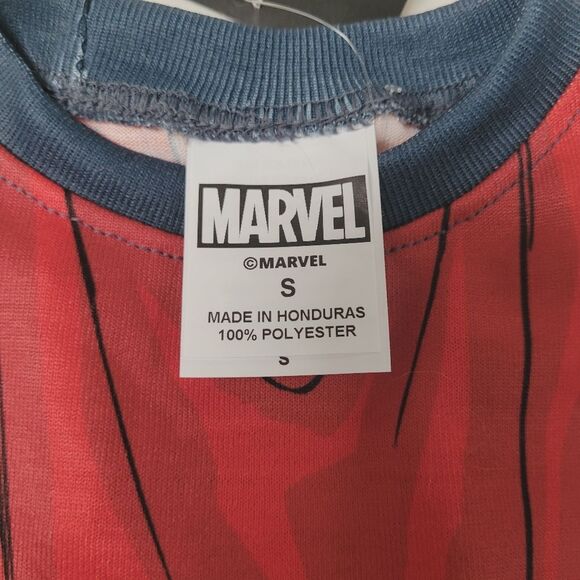 MARVEL
©MARVEL
S
MADE IN HONDURAS
100% POLYESTER
S